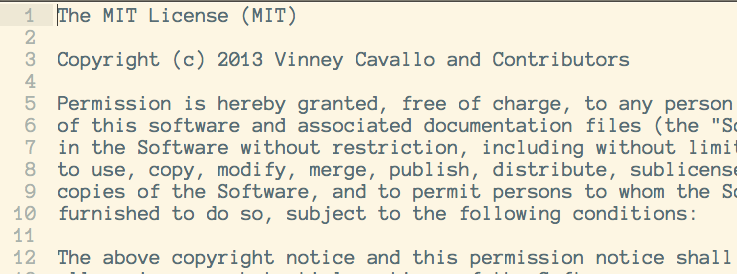 1 The MIT License (MIT)
2
3 Copyright (c) 2013 Vinney Cavallo and Contributors
4
5 Permission is hereby granted, free of charge, to any person
6 of this software and associated documentation files (the "So
7 in the Software without restriction, including without limit
8 to use, copy, modify, merge, publish, distribute, sublicense
9 copies of the Software, and to permit persons to whom the So
10 furnished to do so, subject to the following conditions:
11
12 The above copyright notice and this permission notice shall